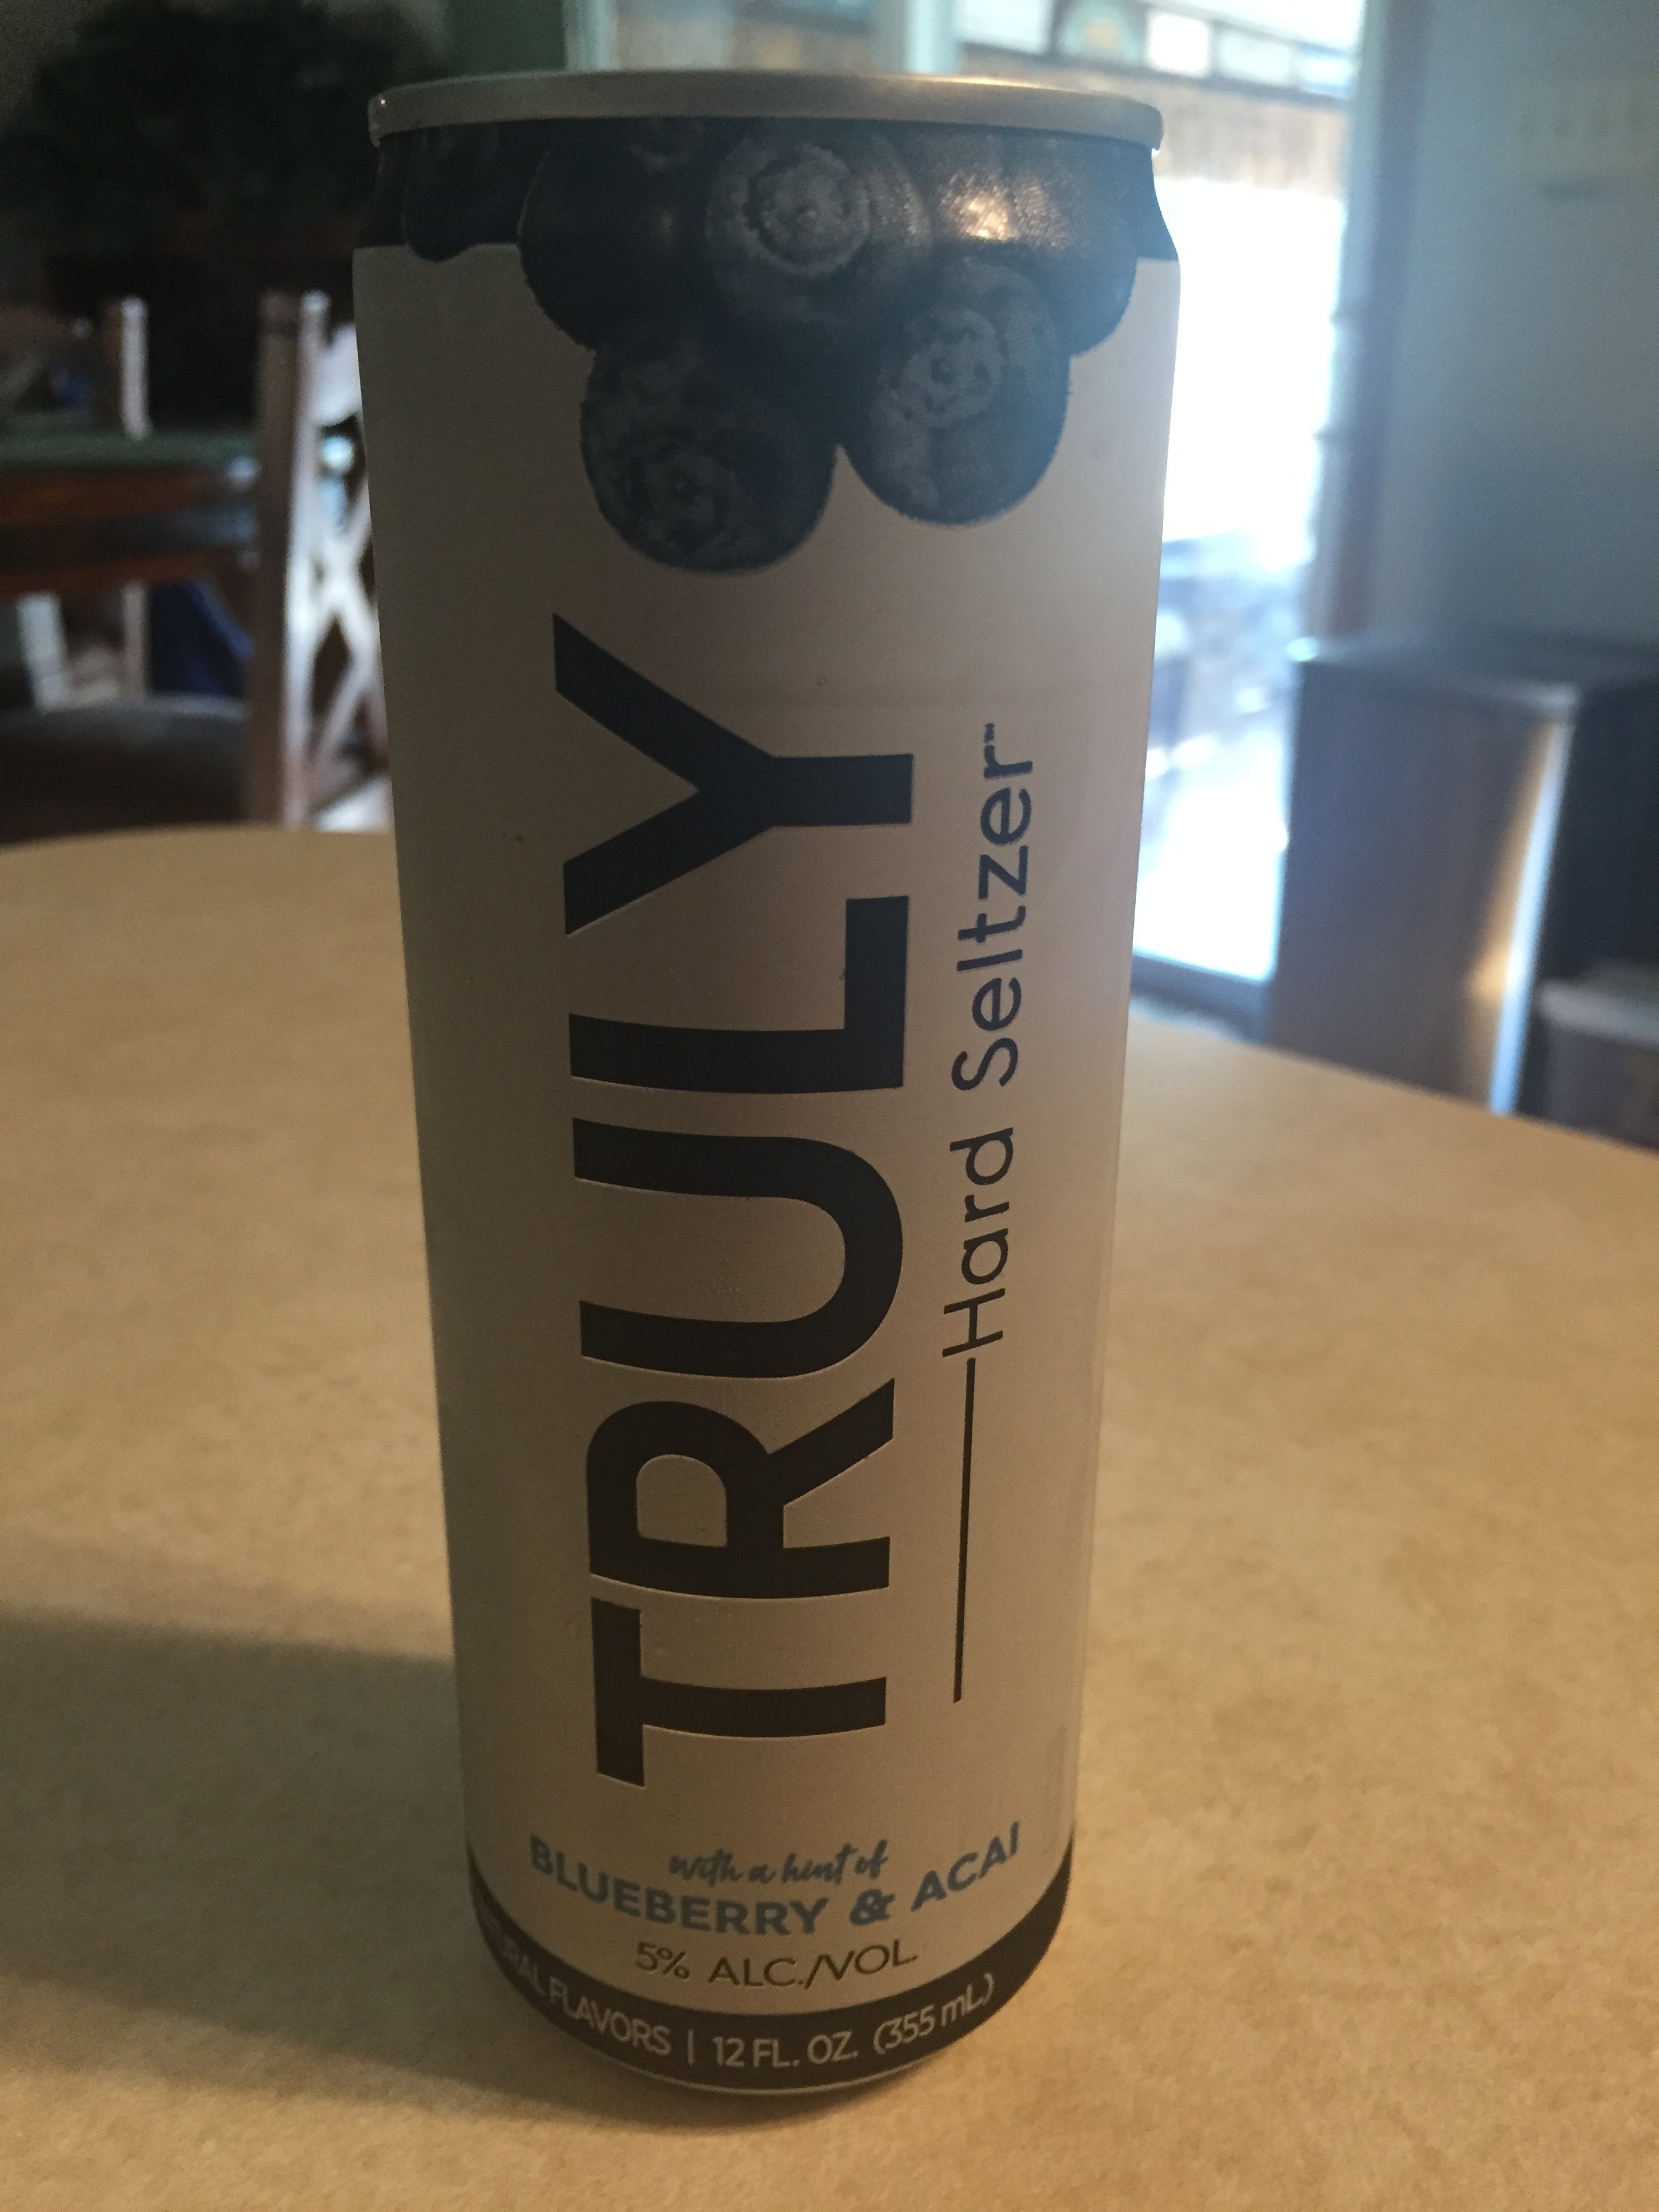 TRULY
Hard Seltzer™
with a hint of
BLUEBERRY & ACAI
5% ALC./VOL
FLAVORS | 12 FL. OZ. (355 mL)